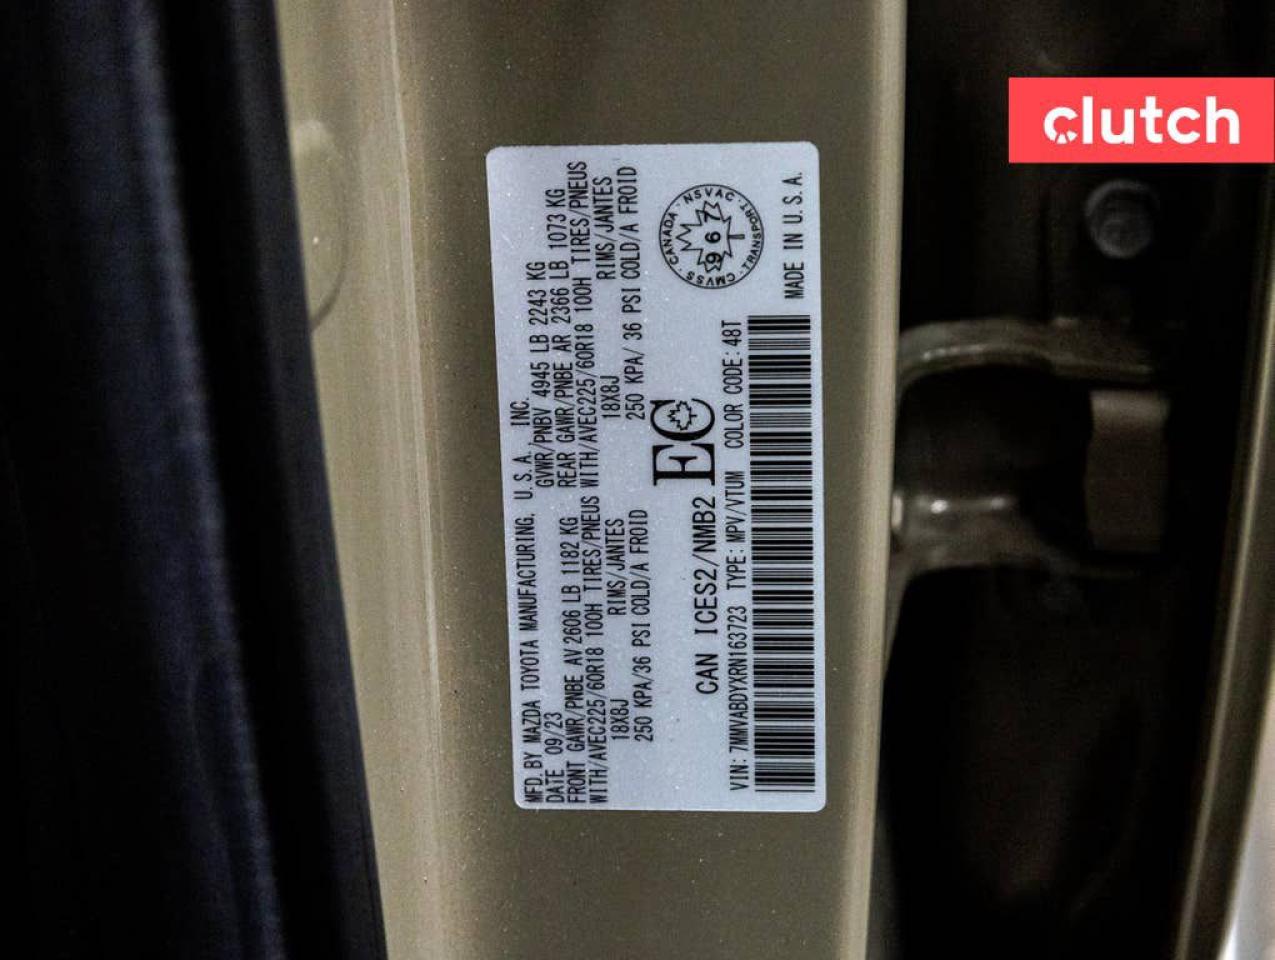 clutch
MFD. BY MAZDA TOYOTA MANUFACTURING, U.S.A., INC.
DATE 09/23 GVWR/PNBV 4945 LB 2243 KG
FRONT GAWR/PNBE AV 2606 LB 1182 KG REAR GAWR/PNBE AR 2366 LB 1073 KG
WITH/AVEC225/60R18 100H TIRES/PNEUS WITH/AVEC225/60R18 100H TIRES/PNEUS
18X8J RIMS/JANTES 18X8J RIMS/JANTES
250 KPA/36 PSI COLD/A FROID 250 KPA/ 36 PSI COLD/A FROID
EC
CANADA · NSVAC · TRANSPORT · CMVSS
967
CAN ICES2/NMB2
VIN: 7MMVABDYXRN163723 TYPE: MPV/VTUM COLOR CODE: 48T
MADE IN U.S.A.